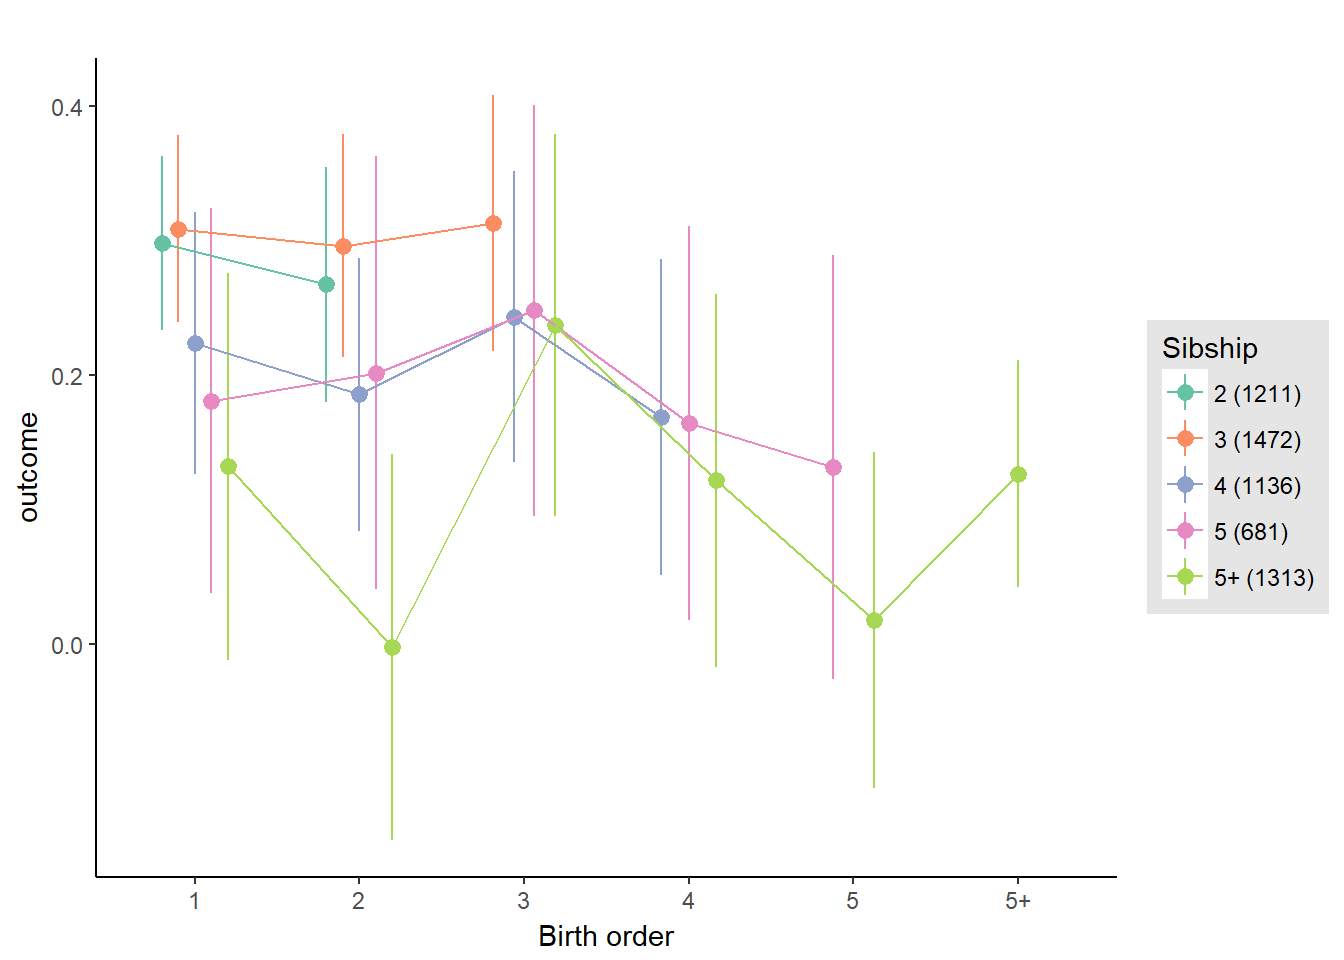 0.4
0.2
0.0
outcome
1 2 3 4 5 5+
Birth order
Sibship
2 (1211)
3 (1472)
4 (1136)
5 (681)
5+ (1313)